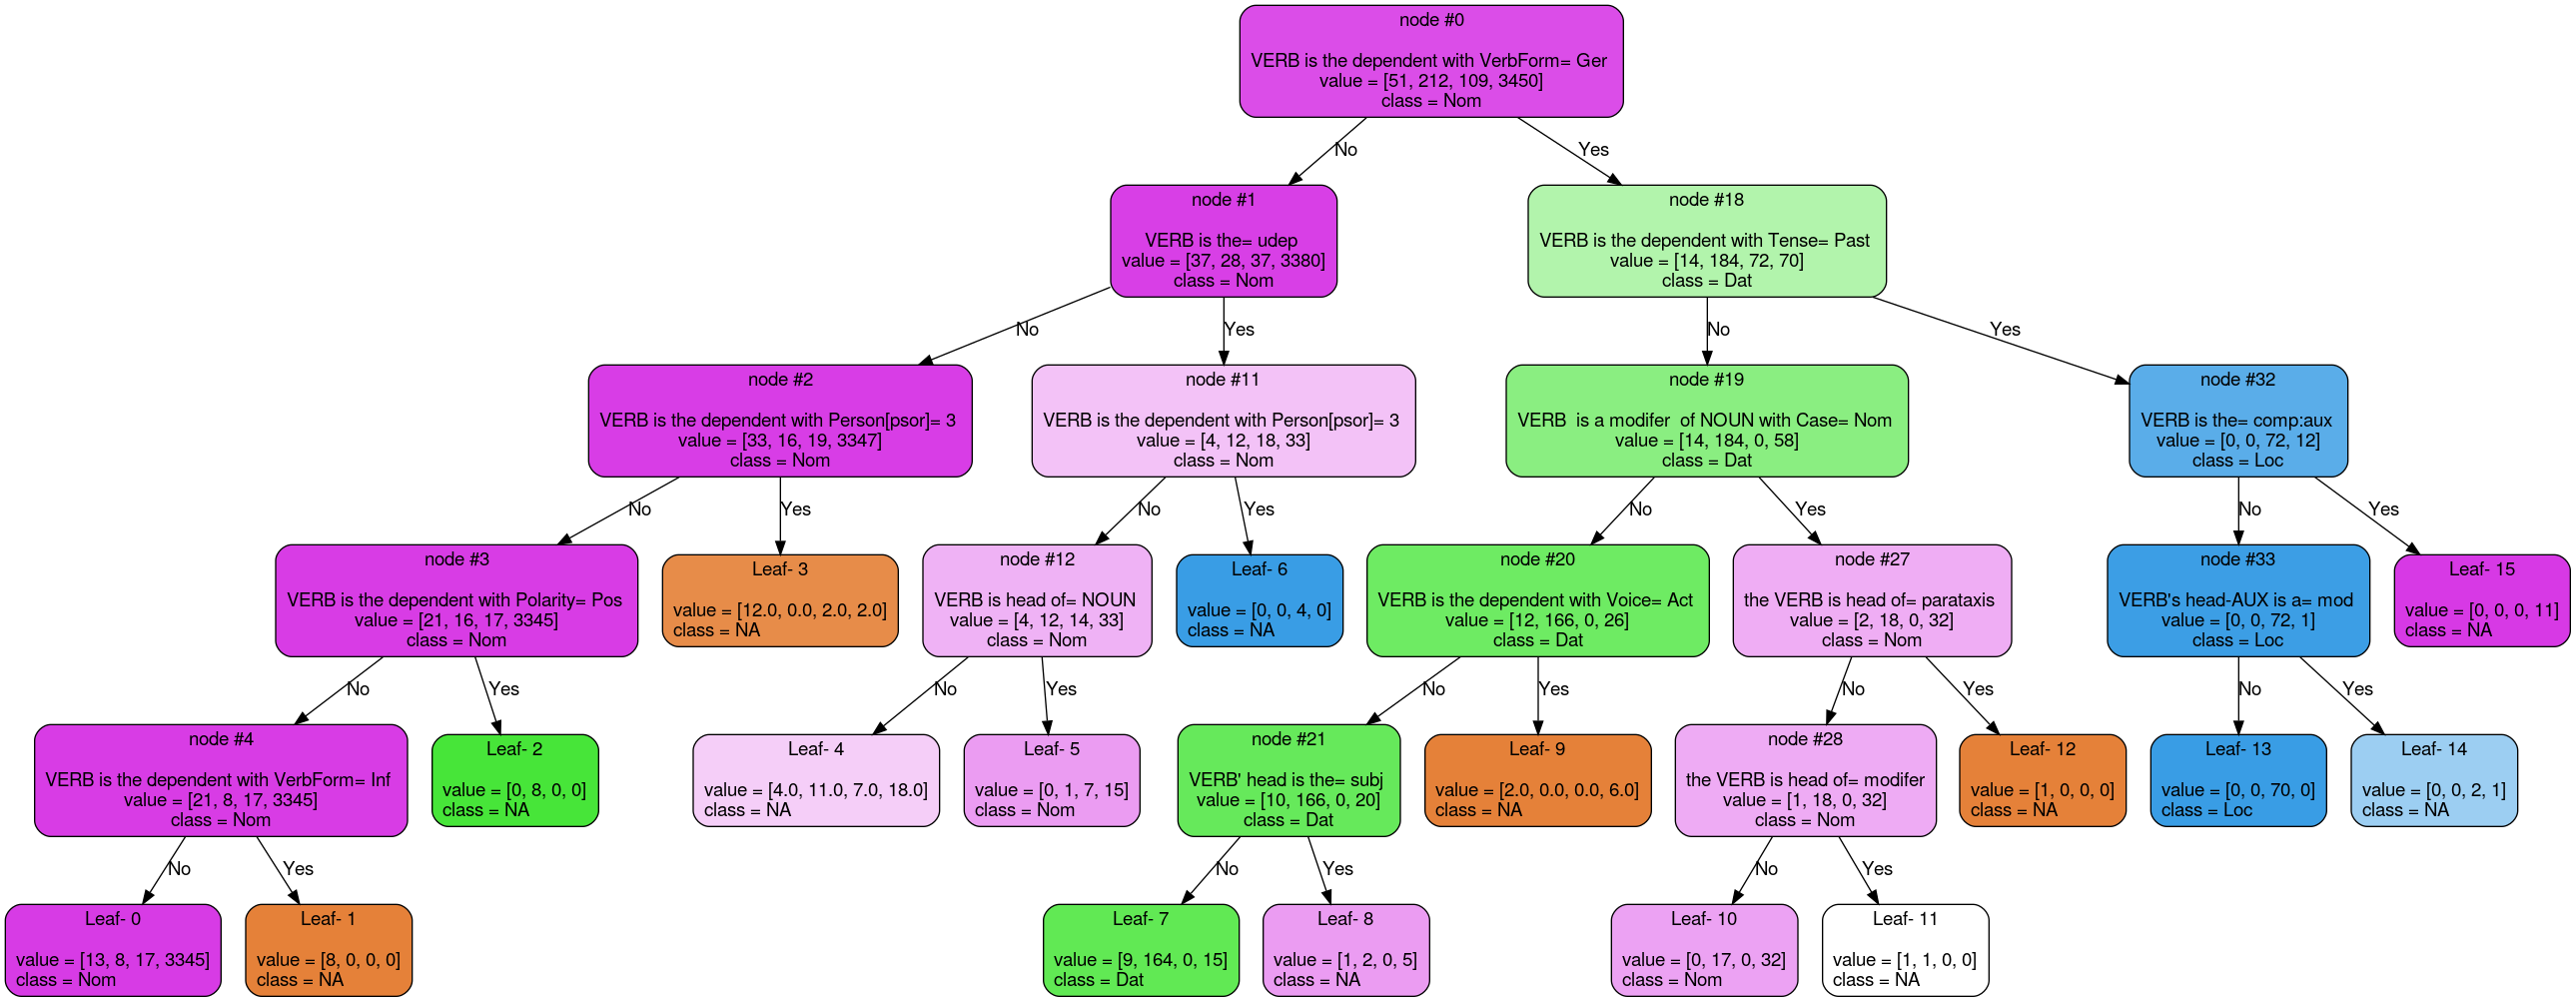 node #0
VERB is the dependent with VerbForm= Ger
value = [51, 212, 109, 3450]
class = Nom
No
Yes
node #1
VERB is the= udep
value = [37, 28, 37, 3380]
class = Nom
node #18
VERB is the dependent with Tense= Past
value = [14, 184, 72, 70]
class = Dat
No
Yes
No
Yes
node #2
VERB is the dependent with Person[psor]= 3
value = [33, 16, 19, 3347]
class = Nom
node #11
VERB is the dependent with Person[psor]= 3
value = [4, 12, 18, 33]
class = Nom
node #19
VERB  is a modifer  of NOUN with Case= Nom
value = [14, 184, 0, 58]
class = Dat
node #32
VERB is the= comp:aux
value = [0, 0, 72, 12]
class = Loc
No
Yes
No
Yes
No
Yes
No
Yes
node #3
VERB is the dependent with Polarity= Pos
value = [21, 16, 17, 3345]
class = Nom
Leaf- 3
value = [12.0, 0.0, 2.0, 2.0]
class = NA
node #12
VERB is head of= NOUN
value = [4, 12, 14, 33]
class = Nom
Leaf- 6
value = [0, 0, 4, 0]
class = NA
node #20
VERB is the dependent with Voice= Act
value = [12, 166, 0, 26]
class = Dat
node #27
the VERB is head of= parataxis
value = [2, 18, 0, 32]
class = Nom
node #33
VERB's head-AUX is a= mod
value = [0, 0, 72, 1]
class = Loc
Leaf- 15
value = [0, 0, 0, 11]
class = NA
No
Yes
No
Yes
No
Yes
No
Yes
No
Yes
node #4
VERB is the dependent with VerbForm= Inf
value = [21, 8, 17, 3345]
class = Nom
Leaf- 2
value = [0, 8, 0, 0]
class = NA
Leaf- 4
value = [4.0, 11.0, 7.0, 18.0]
class = NA
Leaf- 5
value = [0, 1, 7, 15]
class = Nom
node #21
VERB' head is the= subj
value = [10, 166, 0, 20]
class = Dat
Leaf- 9
value = [2.0, 0.0, 0.0, 6.0]
class = NA
node #28
the VERB is head of= modifer
value = [1, 18, 0, 32]
class = Nom
Leaf- 12
value = [1, 0, 0, 0]
class = NA
Leaf- 13
value = [0, 0, 70, 0]
class = Loc
Leaf- 14
value = [0, 0, 2, 1]
class = NA
No
Yes
No
Yes
No
Yes
Leaf- 0
value = [13, 8, 17, 3345]
class = Nom
Leaf- 1
value = [8, 0, 0, 0]
class = NA
Leaf- 7
value = [9, 164, 0, 15]
class = Dat
Leaf- 8
value = [1, 2, 0, 5]
class = NA
Leaf- 10
value = [0, 17, 0, 32]
class = Nom
Leaf- 11
value = [1, 1, 0, 0]
class = NA